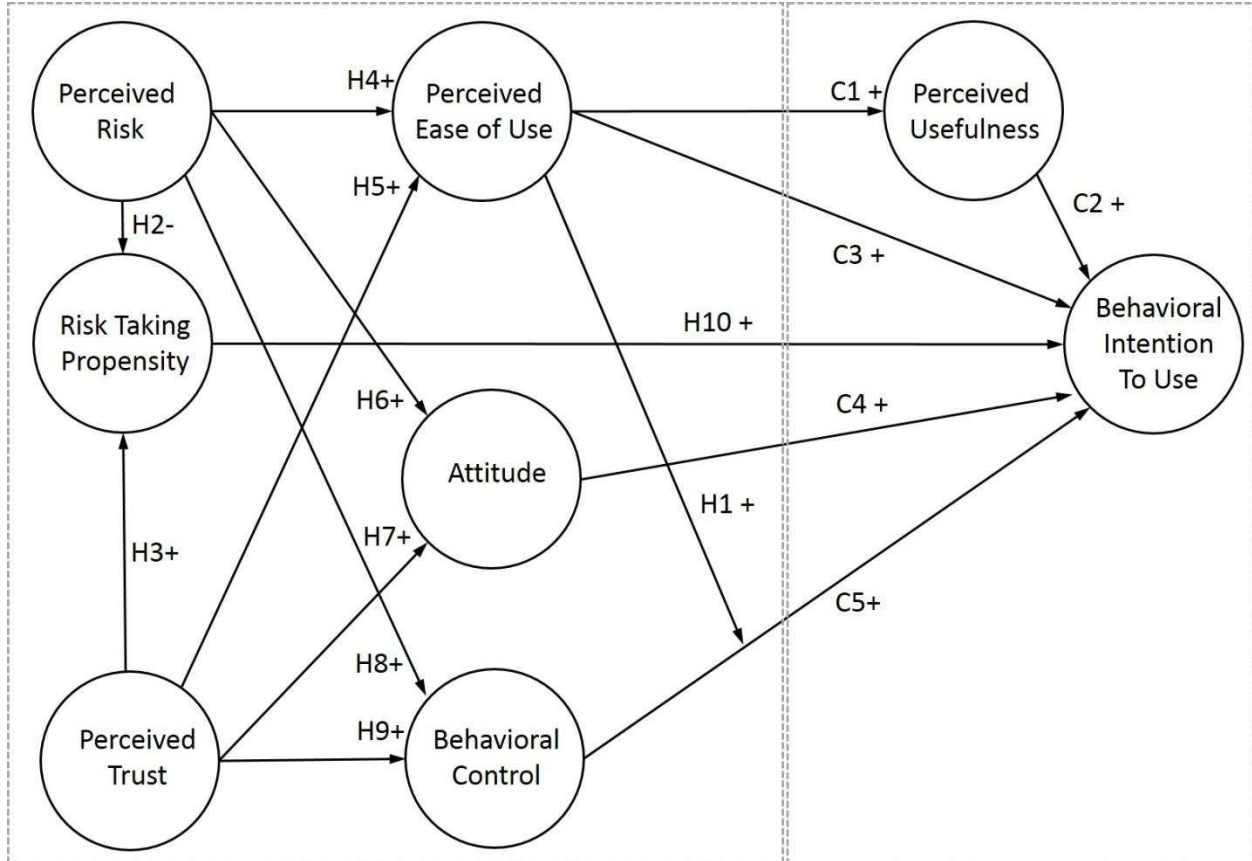 Perceived
Risk
H4+
Perceived
Ease of Use
C1 +
Perceived
Usefulness
H5+
H2-
C2 +
C3 +
Risk Taking
Propensity
H10 +
Behavioral
Intention
To Use
H6+
C4 +
Attitude
H1 +
H7+
H3+
C5+
H8+
H9+
Perceived
Trust
Behavioral
Control